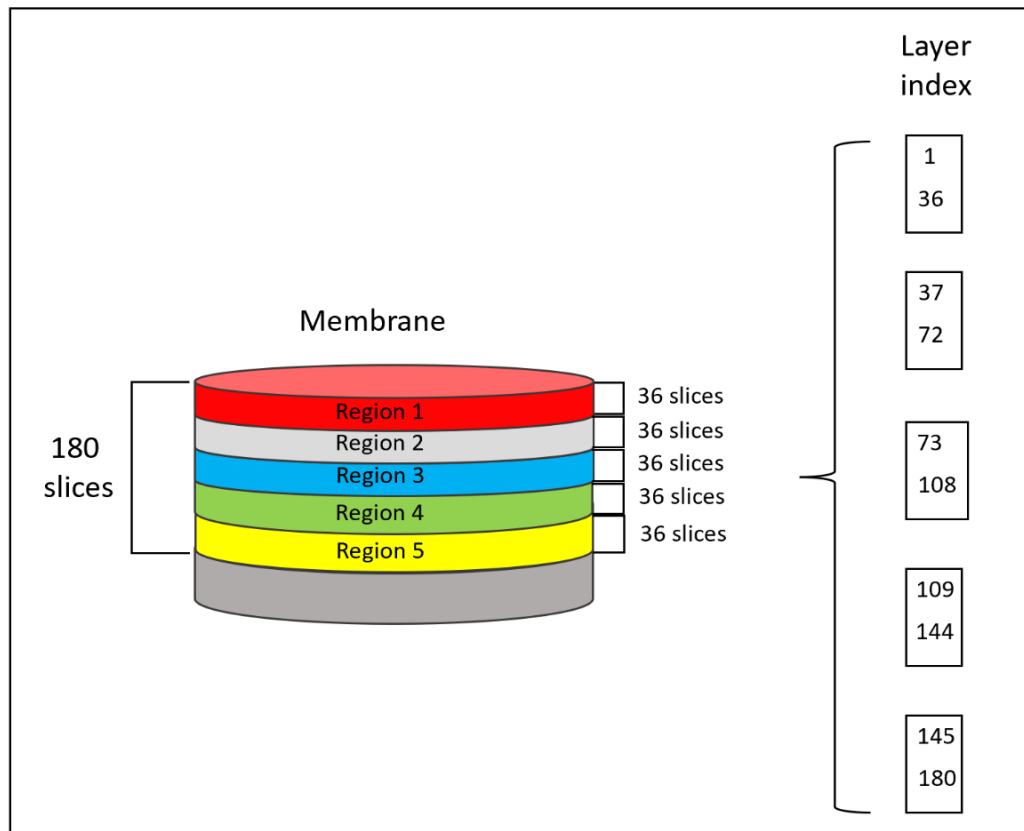 Layer
index
1
36
37
72
Membrane
Region 1
Region 2
Region 3
Region 4
Region 5
180
slices
36 slices
36 slices
36 slices
36 slices
36 slices
73
108
109
144
145
180